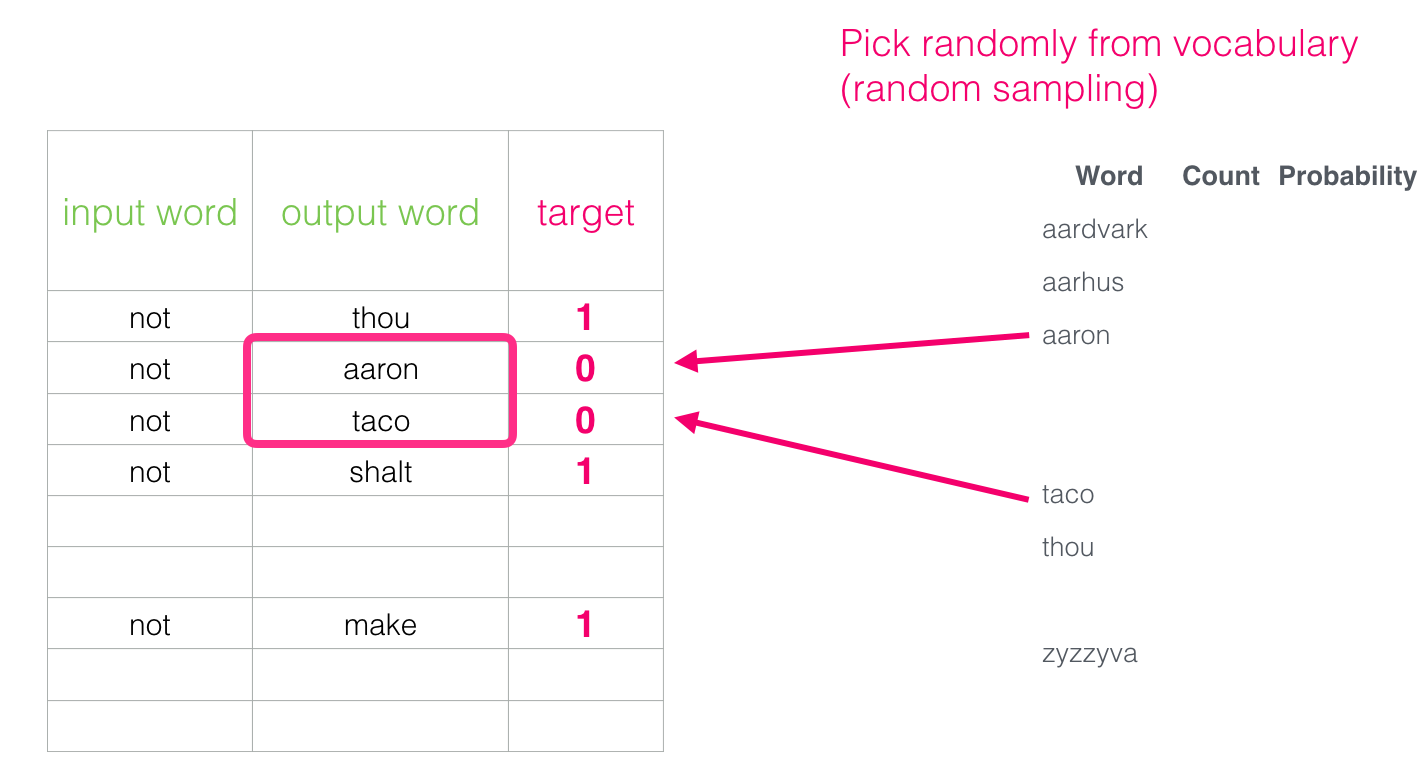 Pick randomly from vocabulary
(random sampling)
input word output word target
not thou 1
not aaron 0
not taco 0
not shalt 1
not make 1
Word Count Probability
aardvark
aarhus
aaron
taco
thou
zyzzyva